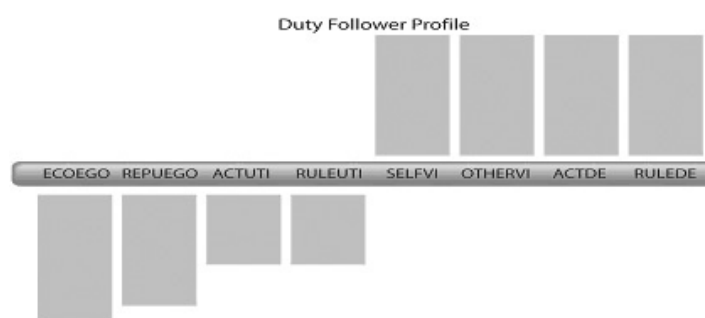 Duty Follower Profile
ECOEGO REPUEGO ACTUTI RULEUTI SELFVI OTHERVI ACTDE RULEDE